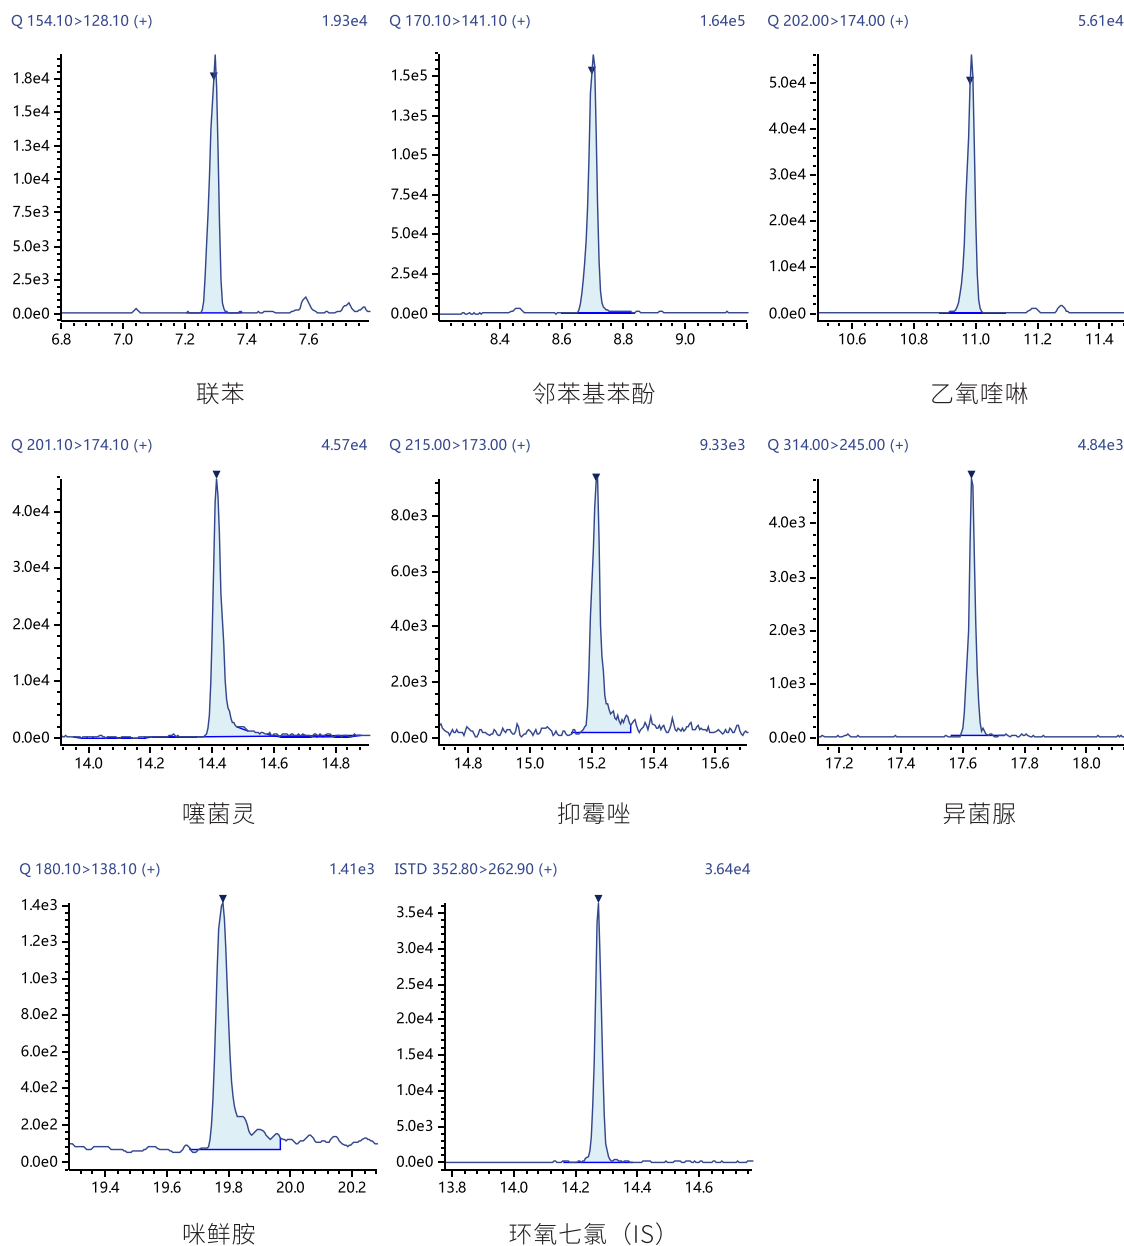 Q 154.10>128.10 (+) 1.93e4
1.8e4
1.5e4
1.3e4
1.0e4
7.5e3
5.0e3
2.5e3
0.0e0
6.8 7.0 7.2 7.4 7.6
联苯
Q 170.10>141.10 (+) 1.64e5
1.5e5
1.3e5
1.0e5
7.5e4
5.0e4
2.5e4
0.0e0
8.4 8.6 8.8 9.0
邻苯基苯酚
Q 202.00>174.00 (+) 5.61e4
5.0e4
4.0e4
3.0e4
2.0e4
1.0e4
0.0e0
10.6 10.8 11.0 11.2 11.4
乙氧喹啉
Q 201.10>174.10 (+) 4.57e4
4.0e4
3.0e4
2.0e4
1.0e4
0.0e0
14.0 14.2 14.4 14.6 14.8
噻菌灵
Q 215.00>173.00 (+) 9.33e3
8.0e3
6.0e3
4.0e3
2.0e3
0.0e0
14.8 15.0 15.2 15.4 15.6
抑霉唑
Q 314.00>245.00 (+) 4.84e3
4.0e3
3.0e3
2.0e3
1.0e3
0.0e0
17.2 17.4 17.6 17.8 18.0
异菌脲
Q 180.10>138.10 (+) 1.41e3
1.4e3
1.2e3
1.0e3
8.0e2
6.0e2
4.0e2
2.0e2
0.0e0
19.4 19.6 19.8 20.0 20.2
咪鲜胺
ISTD 352.80>262.90 (+) 3.64e4
3.5e4
3.0e4
2.5e4
2.0e4
1.5e4
1.0e4
5.0e3
0.0e0
13.8 14.0 14.2 14.4 14.6
环氧七氯（IS）